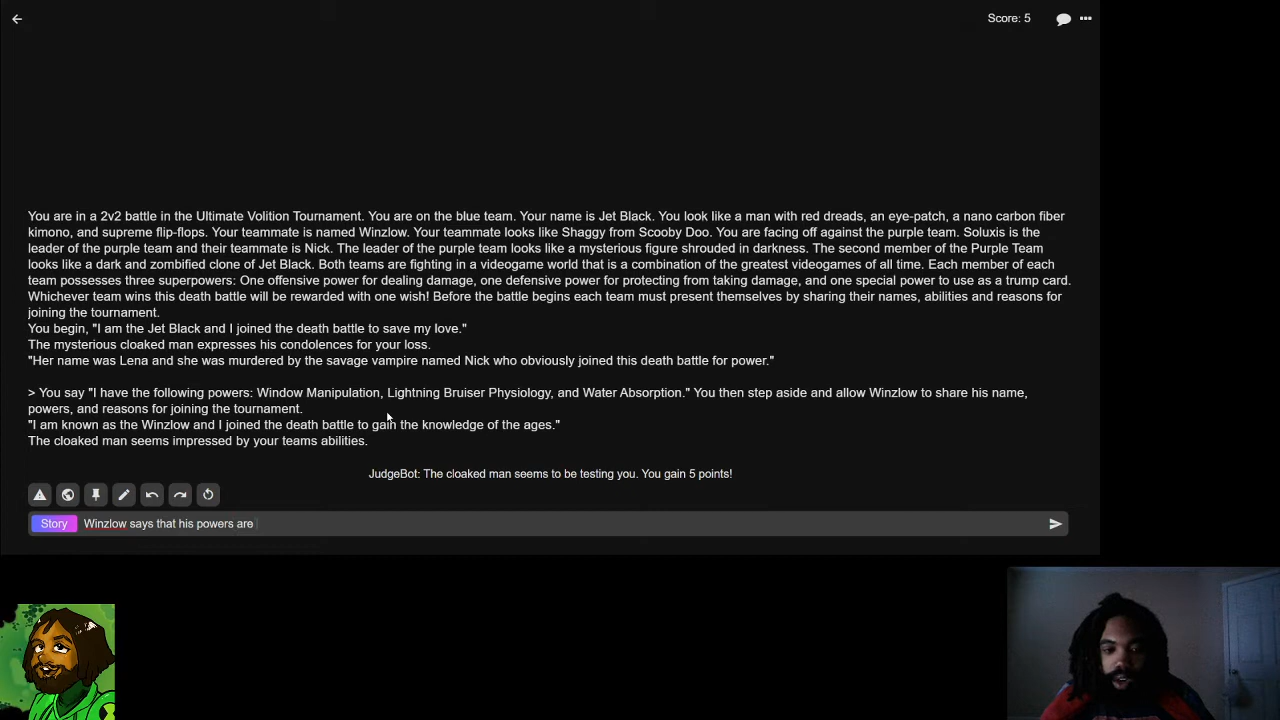 Score: 5
You are in a 2v2 battle in the Ultimate Volition Tournament. You are on the blue team. Your name is Jet Black. You look like a man with red dreads, an eye-patch, a nano carbon fiber
kimono, and supreme flip-flops. Your teammate is named Winzlow. Your teammate looks like Shaggy from Scooby Doo. You are facing off against the purple team. Soluxis is the
leader of the purple team and their teammate is Nick. The leader of the purple team looks like a mysterious figure shrouded in darkness. The second member of the Purple Team
looks like a dark and zombified clone of Jet Black. Both teams are fighting in a videogame world that is a combination of the greatest videogames of all time. Each member of each
team possesses three superpowers: One offensive power for dealing damage, one defensive power for protecting from taking damage, and one special power to use as a trump card.
Whichever team wins this death battle will be rewarded with one wish! Before the battle begins each team must present themselves by sharing their names, abilities and reasons for
joining the tournament.
You begin, "I am the Jet Black and I joined the death battle to save my love."
The mysterious cloaked man expresses his condolences for your loss.
"Her name was Lena and she was murdered by the savage vampire named Nick who obviously joined this death battle for power."
> You say "I have the following powers: Window Manipulation, Lightning Bruiser Physiology, and Water Absorption." You then step aside and allow Winzlow to share his name,
powers, and reasons for joining the tournament.
"I am known as the Winzlow and I joined the death battle to gain the knowledge of the ages."
The cloaked man seems impressed by your teams abilities.
JudgeBot: The cloaked man seems to be testing you. You gain 5 points!
Story Winzlow says that his powers are